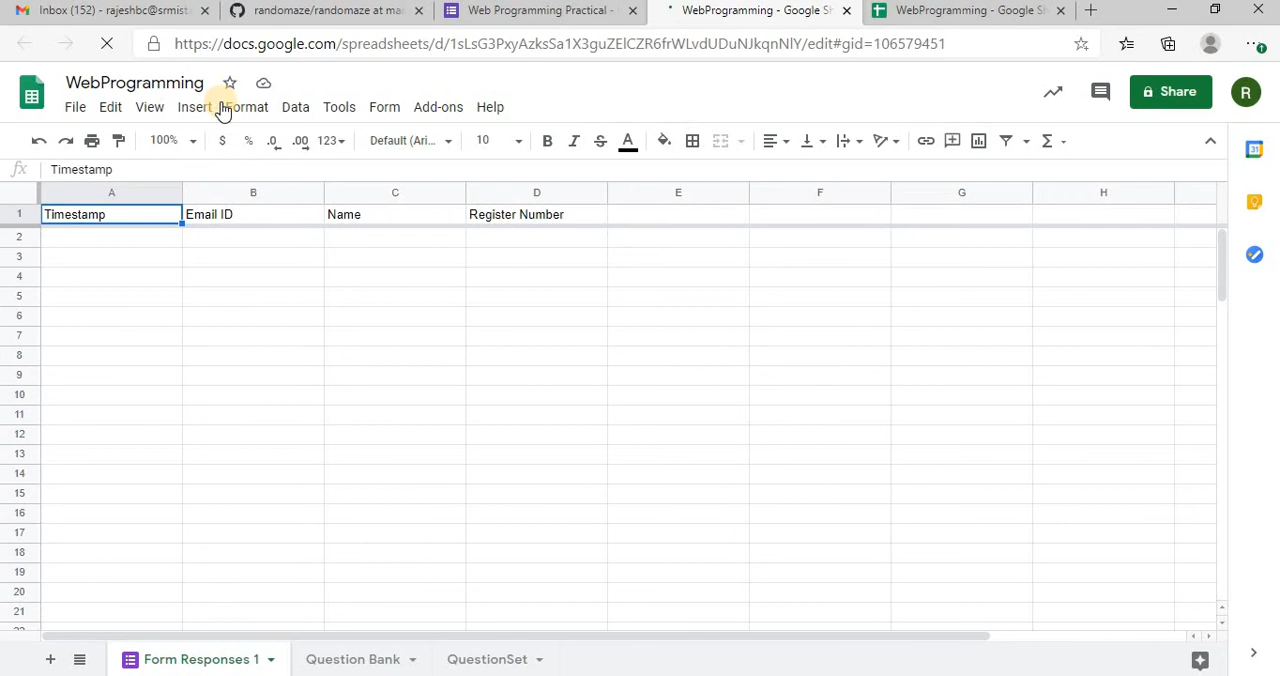 Inbox (152) - rajeshbc@srmist
randomaze/randomaze at ma
Web Programming Practical -
WebProgramming - Google Sh
WebProgramming - Google Sh
https://docs.google.com/spreadsheets/d/1sLsG3PxyAzksSa1X3guZElCZR6frWLvdUDuNJkqnNlY/edit#gid=106579451
WebProgramming
Share
R
File Edit View Insert Format Data Tools Form Add-ons Help
100% $ % .0 .00 123 Default (Ari... 10 B I S A Σ
fx Timestamp
31
A B C D E F G H
1 Timestamp Email ID Name Register Number
2
3
4
5
6
7
8
9
10
11
12
13
14
15
16
17
18
19
20
21
Form Responses 1 Question Bank QuestionSet